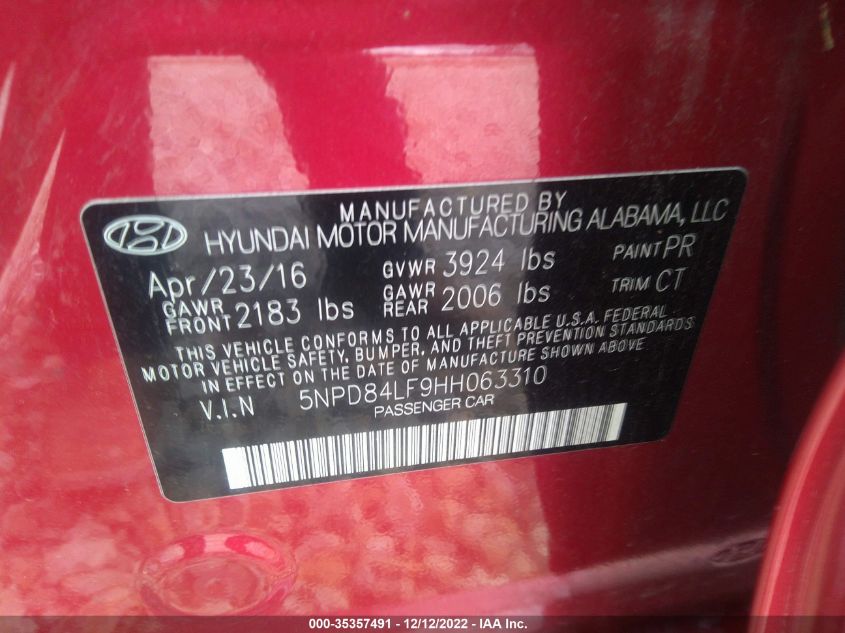 MANUFACTURED BY
HYUNDAI MOTOR MANUFACTURING ALABAMA, LLC
Apr/23/16 GVWR 3924 lbs PAINT PR
GAWR FRONT 2183 lbs GAWR REAR 2006 lbs TRIM CT
THIS VEHICLE CONFORMS TO ALL APPLICABLE U.S.A. FEDERAL
MOTOR VEHICLE SAFETY, BUMPER, AND THEFT PREVENTION STANDARDS
IN EFFECT ON THE DATE OF MANUFACTURE SHOWN ABOVE
V.I.N 5NPD84LF9HH063310
PASSENGER CAR
000-35357491 - 12/12/2022 - IAA Inc.